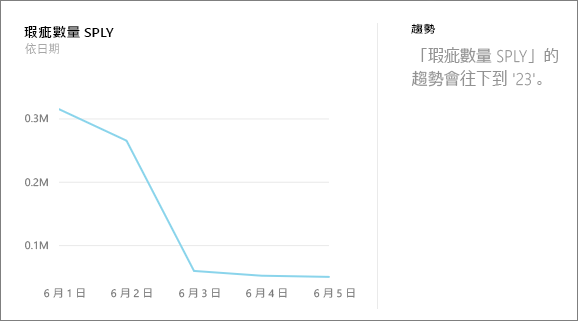 瑕疵數量 SPLY
依日期
0.3M
0.2M
0.1M
6 月 1 日
6 月 2 日
6 月 3 日
6 月 4 日
6 月 5 日
趨勢
「瑕疵數量 SPLY」的
趨勢會往下到 '23'。